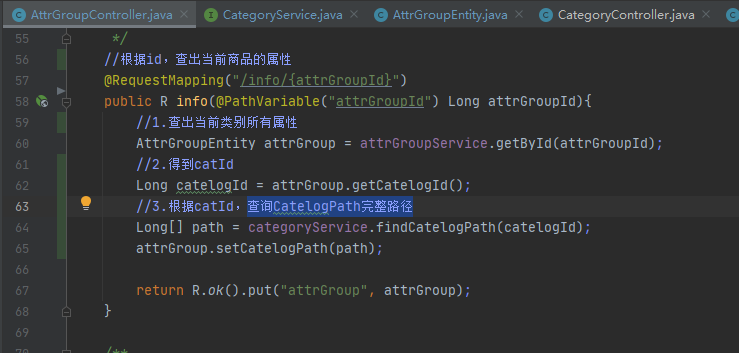 AttrGroupController.java × CategoryService.java × AttrGroupEntity.java × CategoryController.java ×
55 */
56 //根据id，查出当前商品的属性
57 @RequestMapping("/info/{attrGroupId}")
58 public R info(@PathVariable("attrGroupId") Long attrGroupId){
59 //1.查出当前类别所有属性
60 AttrGroupEntity attrGroup = attrGroupService.getById(attrGroupId);
61 //2.得到catId
62 Long catelogId = attrGroup.getCatelogId();
63 //3.根据catId，查询CatelogPath完整路径
64 Long[] path = categoryService.findCatelogPath(catelogId);
65 attrGroup.setCatelogPath(path);
66
67 return R.ok().put("attrGroup", attrGroup);
68 }
69
70 /**